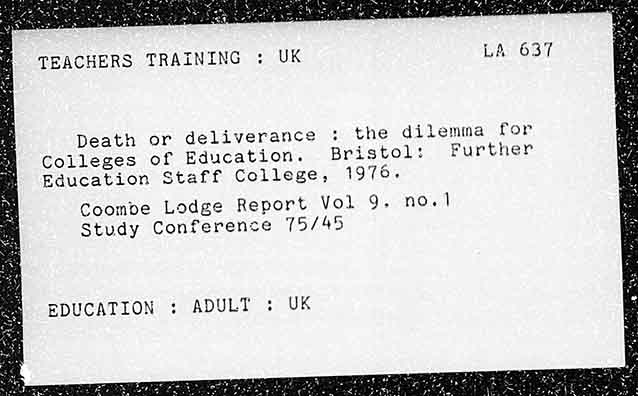 TEACHERS TRAINING : UK LA 637
Death or deliverance : the dilemma for
Colleges of Education. Bristol: Further
Education Staff College, 1976.
Coombe Lodge Report Vol 9. no.1
Study Conference 75/45
EDUCATION : ADULT : UK